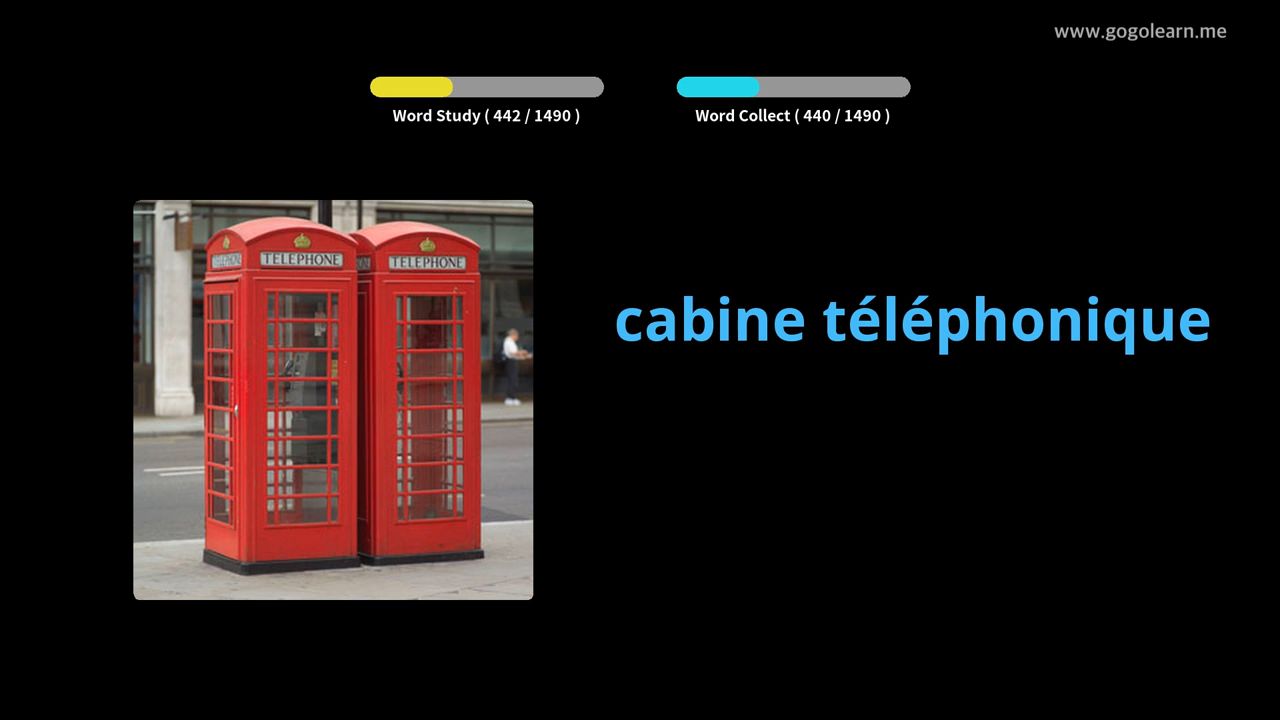 www.gogolearn.me
Word Study ( 442 / 1490 )
Word Collect ( 440 / 1490 )
TELEPHONE
TELEPHONE
cabine téléphonique